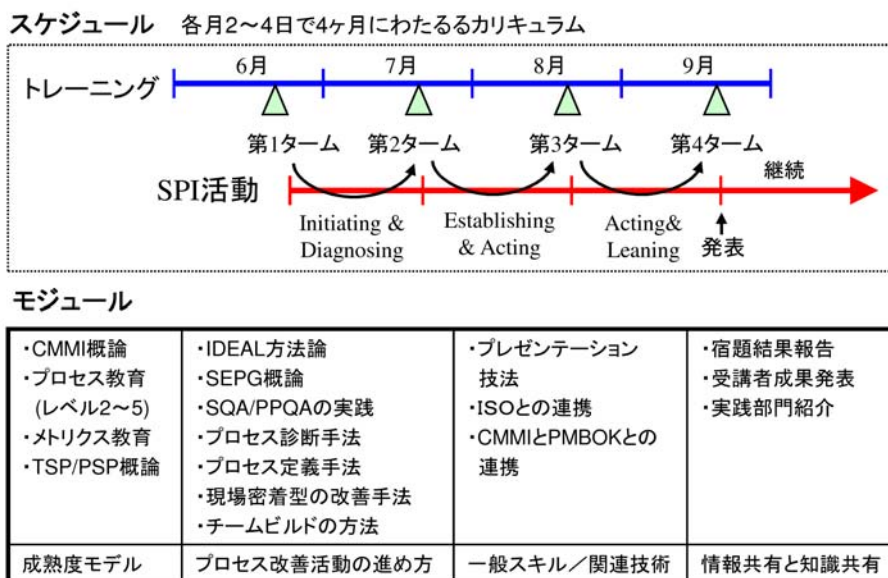 スケジュール 各月2～4日で4ヶ月にわたるるカリキュラム
6月 7月 8月 9月
トレーニング
第1ターム 第2ターム 第3ターム 第4ターム
継続
SPI活動
Initiating &
Diagnosing
Establishing
& Acting
Acting&
Leaning
発表
モジュール
・CMMI概論
・プロセス教育
(レベル2～5)
・メトリクス教育
・TSP/PSP概論
・IDEAL方法論
・SEPG概論
・SQA/PPQAの実践
・プロセス診断手法
・プロセス定義手法
・現場密着型の改善手法
・チームビルドの方法
・プレゼンテーション
技法
・ISOとの連携
・CMMIとPMBOKとの
連携
・宿題結果報告
・受講者成果発表
・実践部門紹介
成熟度モデル プロセス改善活動の進め方 一般スキル／関連技術 情報共有と知識共有